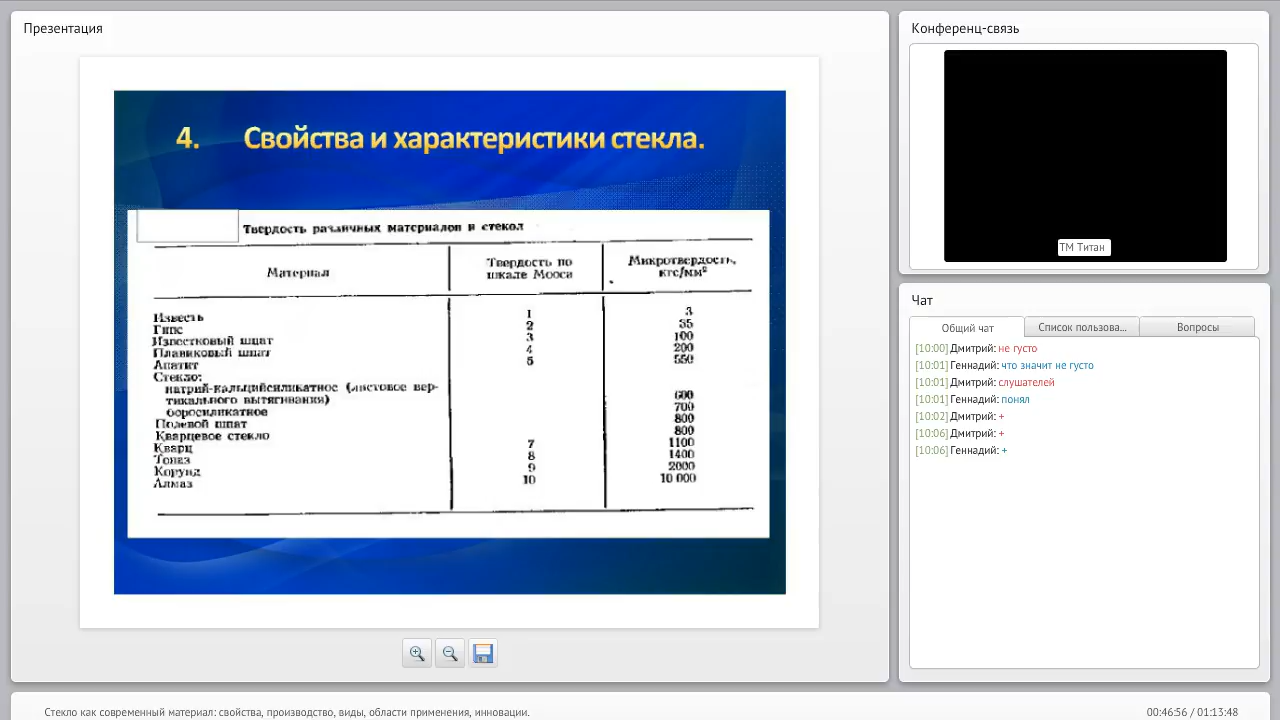 Презентация
4. Свойства и характеристики стекла.
Твердость различных материалов и стекол
Материал
Твердость по
шкале Мооса
Микротвердость,
кгс/мм²
Известь 1 3
Гипс 2 35
Известковый шпат 3 100
Плавиковый шпат 4 200
Апатит 5 550
Стекло:
натрий-кальцийсиликатное (листовое вер-
тикального вытягивания) 600
боросиликатное 700
Полевой шпат 800
Кварцевое стекло 800
Кварц 7 1100
Топаз 8 1400
Корунд 9 2000
Алмаз 10 10 000
Конференц-связь
ТМ Титан
Чат
Общий чат
Список пользова...
Вопросы
[10:00] Дмитрий: не густо
[10:01] Геннадий: что значит не густо
[10:01] Дмитрий: слушателей
[10:01] Геннадий: понял
[10:02] Дмитрий: +
[10:06] Дмитрий: +
[10:06] Геннадий: +
Стекло как современный материал: свойства, производство, виды, области применения, инновации.
00:46:56 / 01:13:48